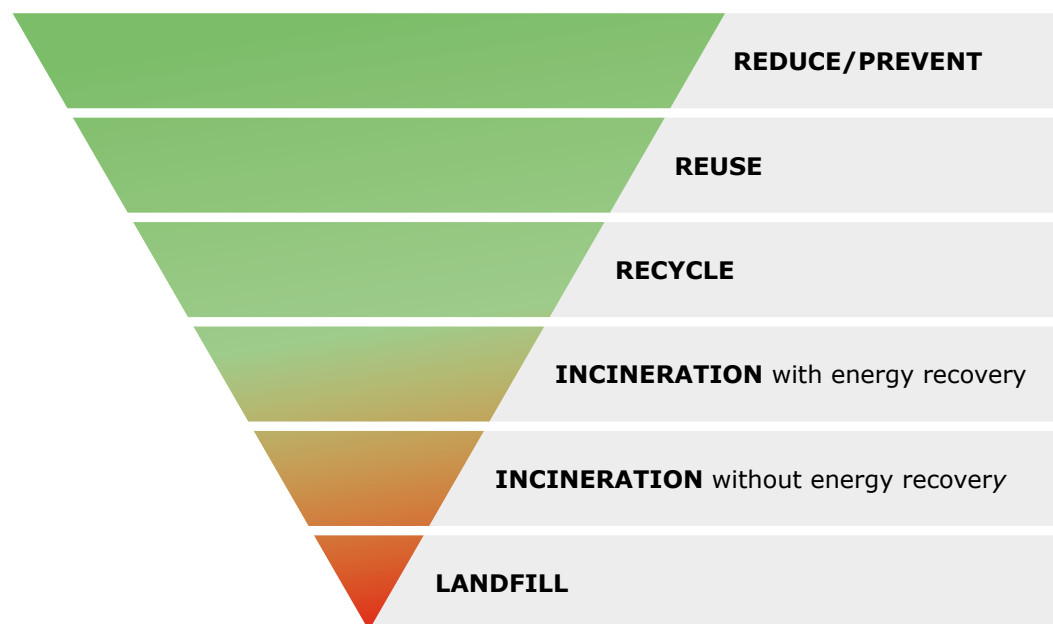 REDUCE/PREVENT
REUSE
RECYCLE
INCINERATION with energy recovery
INCINERATION without energy recovery
LANDFILL